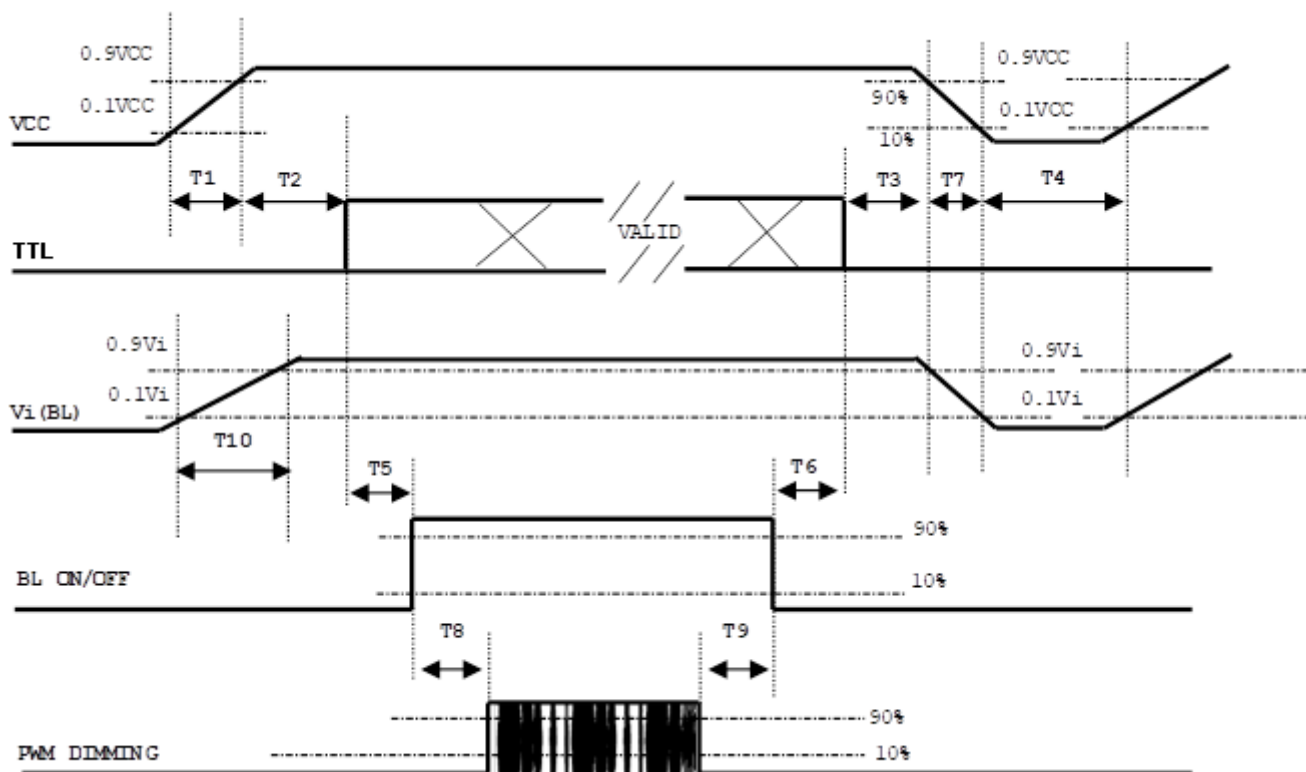 0.9VCC
0.9VCC
90%
0.1VCC
0.1VCC
VCC
10%
T1
T2
T3
T7
T4
VALID
TTL
0.9Vi
0.9Vi
0.1Vi
0.1Vi
Vi(BL)
T10
T5
T6
90%
BL ON/OFF
10%
T8
T9
90%
PWM DIMMING
10%